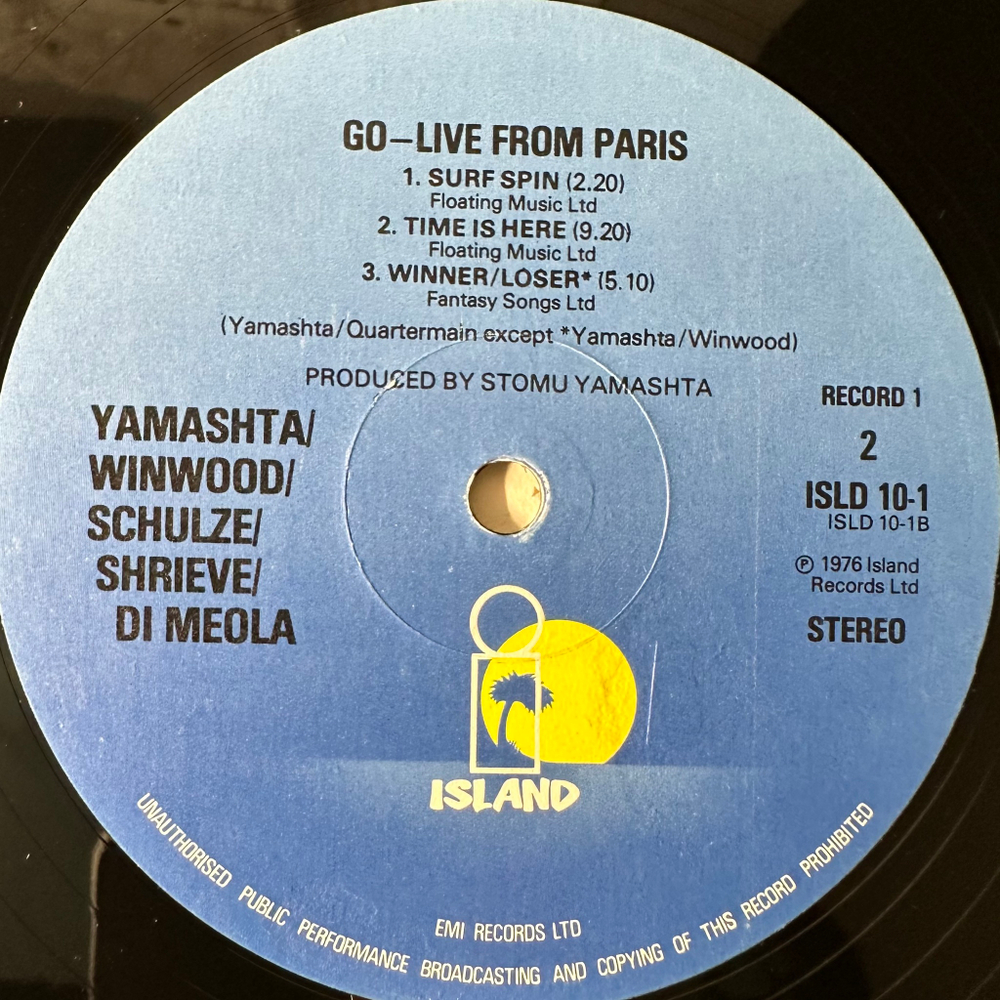 GO–LIVE FROM PARIS
1. SURF SPIN (2.20)
Floating Music Ltd
2. TIME IS HERE (9.20)
Floating Music Ltd
3. WINNER/LOSER* (5.10)
Fantasy Songs Ltd
(Yamashta/Quartermain except *Yamashta/Winwood)
PRODUCED BY STOMU YAMASHTA
YAMASHTA/
WINWOOD/
SCHULZE/
SHRIEVE/
DI MEOLA
RECORD 1
2
ISLD 10-1
ISLD 10-1B
℗ 1976 Island
Records Ltd
STEREO
ISLAND
EMI RECORDS LTD
UNAUTHORISED PUBLIC PERFORMANCE BROADCASTING AND COPYING OF THIS RECORD PROHIBITED